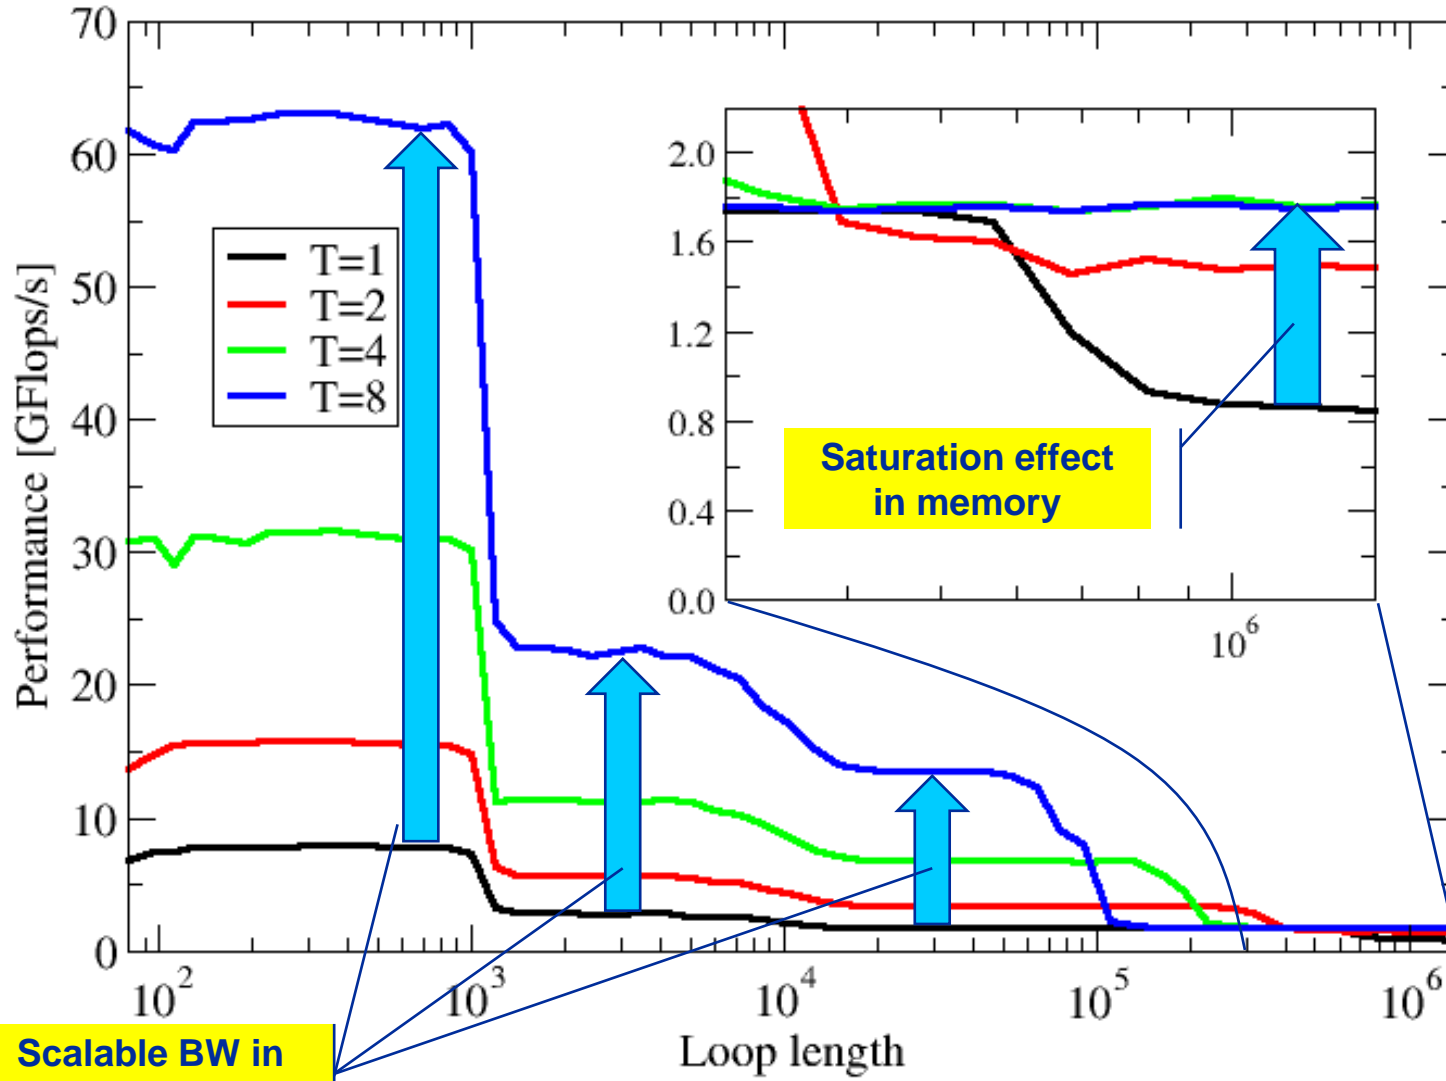 70
60
50
40
30
20
10
0
Performance [GFlops/s]
T=1
T=2
T=4
T=8
2.0
1.6
1.2
0.8
0.4
0.0
10^6
Saturation effect
in memory
10^2
10^3
10^4
10^5
10^6
Loop length
Scalable BW in